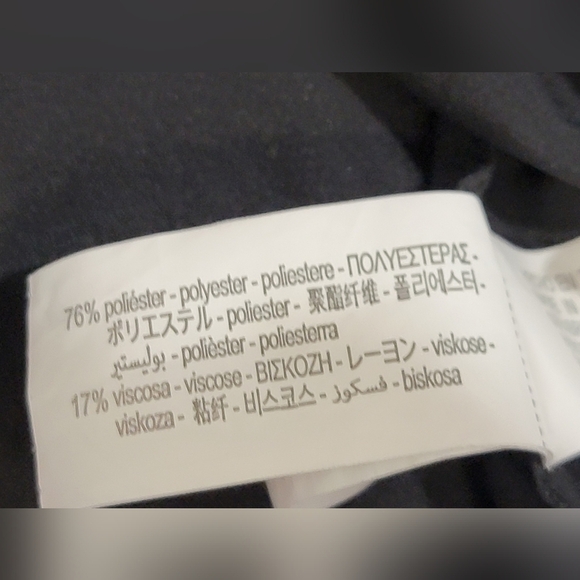 76% poliéster - polyester - poliestere - ΠΟΛΥΕΣΤΕΡΑΣ -
ポリエステル - poliester - 聚酯纤维 - 폴리에스터 -
بوليستير - polièster - poliesterra
17% viscosa - viscose - ΒΙΣΚΟΖΗ - レーヨン - viskose -
viskoza - 粘纤 - 비스코스 - فسكوز - biskosa